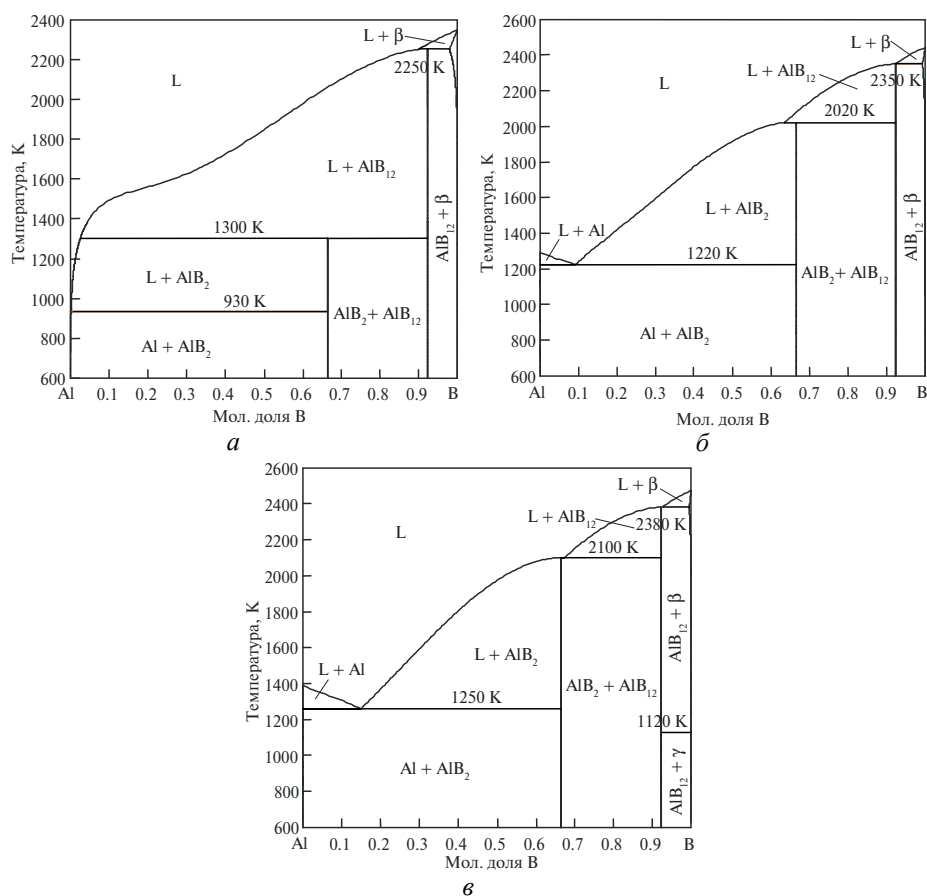 2400
2200
2000
1800
1600
1400
1200
1000
800
600
Температура, К
L
L + β
2250 K
L + AlB₁₂
1300 K
L + AlB₂
930 K
AlB₂ + AlB₁₂
Al + AlB₂
AlB₁₂ + β
Al 0.1 0.2 0.3 0.4 0.5 0.6 0.7 0.8 0.9 B
Мол. доля B
а
2600
2400
2200
2000
1800
1600
1400
1200
1000
800
600
Температура, К
L
L + β
L + AlB₁₂
2350 K
2020 K
L + AlB₂
L + Al
1220 K
AlB₂ + AlB₁₂
Al + AlB₂
AlB₁₂ + β
Al 0.1 0.2 0.3 0.4 0.5 0.6 0.7 0.8 0.9 B
Мол. доля B
б
2600
2400
2200
2000
1800
1600
1400
1200
1000
800
600
Температура, К
L
L + β
L + AlB₁₂
2380 K
2100 K
L + AlB₂
L + Al
1250 K
AlB₂ + AlB₁₂
AlB₁₂ + β
1120 K
Al + AlB₂
AlB₁₂ + γ
Al 0.1 0.2 0.3 0.4 0.5 0.6 0.7 0.8 0.9 B
Мол. доля B
в